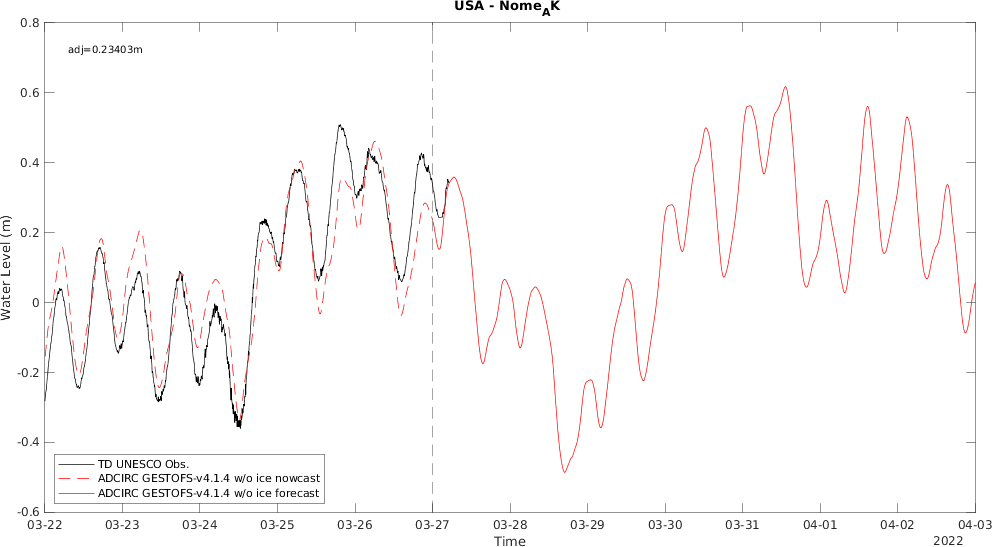 USA - Nome_AK
adj=0.23403m
0.8
0.6
0.4
0.2
0
-0.2
-0.4
-0.6
Water Level (m)
TD UNESCO Obs.
ADCIRC GESTOFS-v4.1.4 w/o ice nowcast
ADCIRC GESTOFS-v4.1.4 w/o ice forecast
03-22 03-23 03-24 03-25 03-26 03-27 03-28 03-29 03-30 03-31 04-01 04-02 04-03
Time
2022